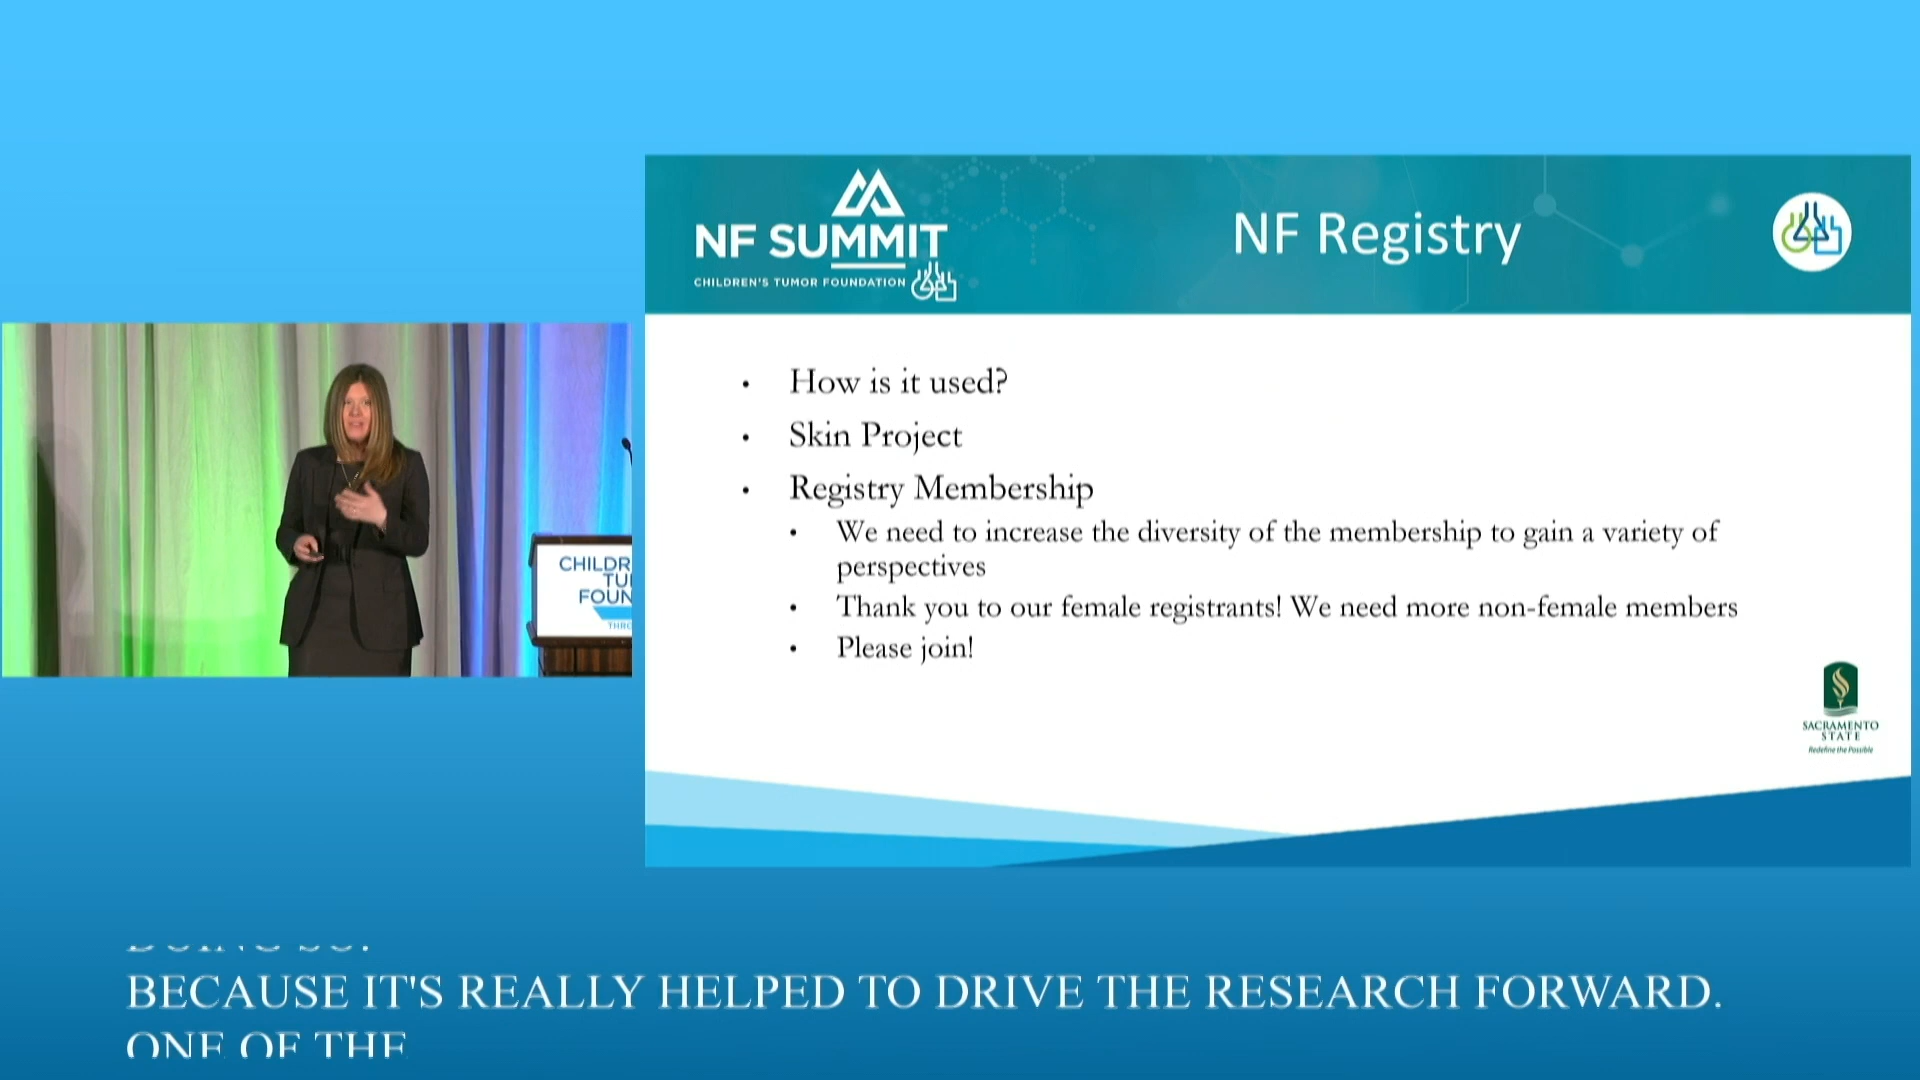 NF SUMMIT
CHILDREN'S TUMOR FOUNDATION
NF Registry
• How is it used?
• Skin Project
• Registry Membership
• We need to increase the diversity of the membership to gain a variety of
perspectives
• Thank you to our female registrants! We need more non-female members
• Please join!
SACRAMENTO
STATE
Redefine the Possible
CHILDR
TU
FOUN
THRO
BECAUSE IT'S REALLY HELPED TO DRIVE THE RESEARCH FORWARD.
ONE OF THE